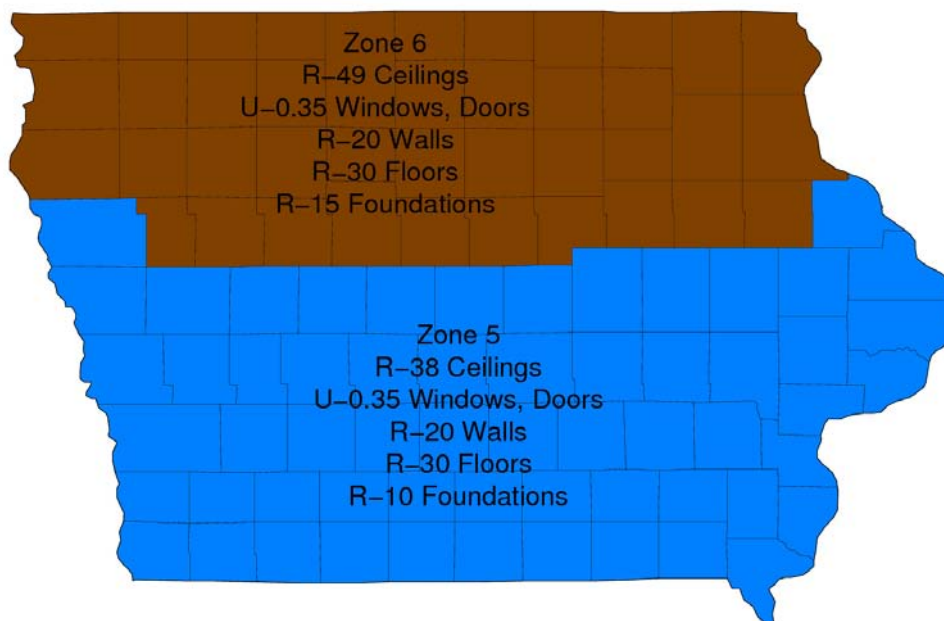 Zone 6
R−49 Ceilings
U−0.35 Windows, Doors
R−20 Walls
R−30 Floors
R−15 Foundations
Zone 5
R−38 Ceilings
U−0.35 Windows, Doors
R−20 Walls
R−30 Floors
R−10 Foundations